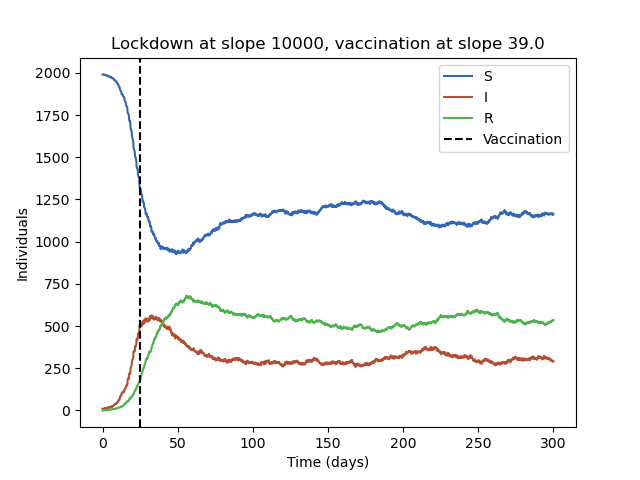 Lockdown at slope 10000, vaccination at slope 39.0
S
I
R
Vaccination
Individuals
2000
1750
1500
1250
1000
750
500
250
0
0 50 100 150 200 250 300
Time (days)